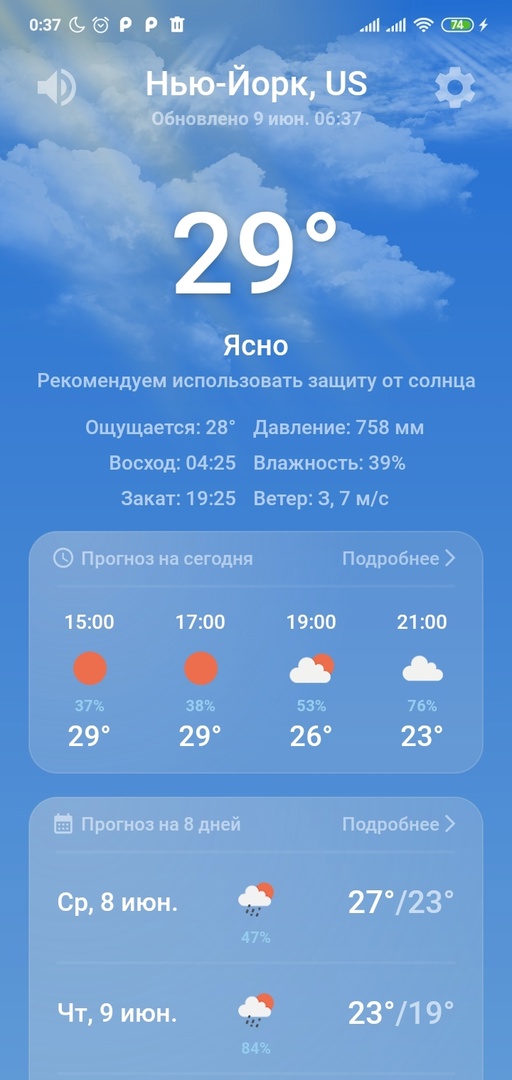 0:37 74
Нью-Йорк, US
Обновлено 9 июн. 06:37
29°
Ясно
Рекомендуем использовать защиту от солнца
Ощущается: 28° Давление: 758 мм
Восход: 04:25 Влажность: 39%
Закат: 19:25 Ветер: З, 7 м/с
Прогноз на сегодня Подробнее
15:00 17:00 19:00 21:00
37% 38% 53% 76%
29° 29° 26° 23°
Прогноз на 8 дней Подробнее
Ср, 8 июн. 27°/23°
47%
Чт, 9 июн. 23°/19°
84%